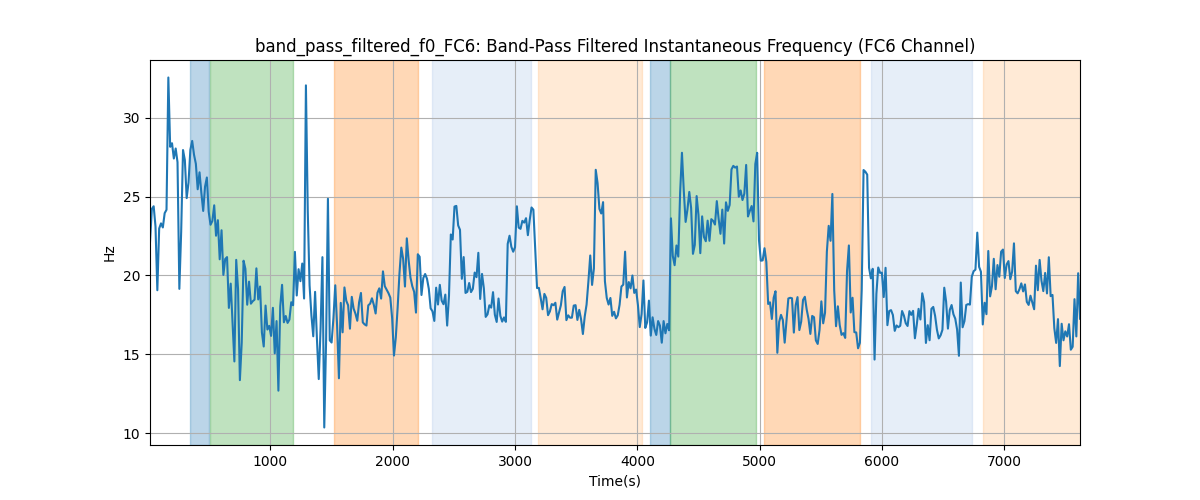 band_pass_filtered_f0_FC6: Band-Pass Filtered Instantaneous Frequency (FC6 Channel)
30
25
20
15
10
Hz
1000 2000 3000 4000 5000 6000 7000
Time(s)